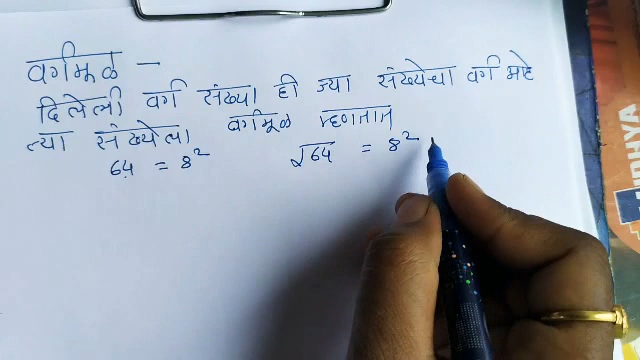 वर्गमूळ –
दिलेली वर्ग संख्या ही ज्या संख्येचा वर्ग आहे
त्या संख्येला वर्गमूळ म्हणतात
64 = 8²
√64 = 8²